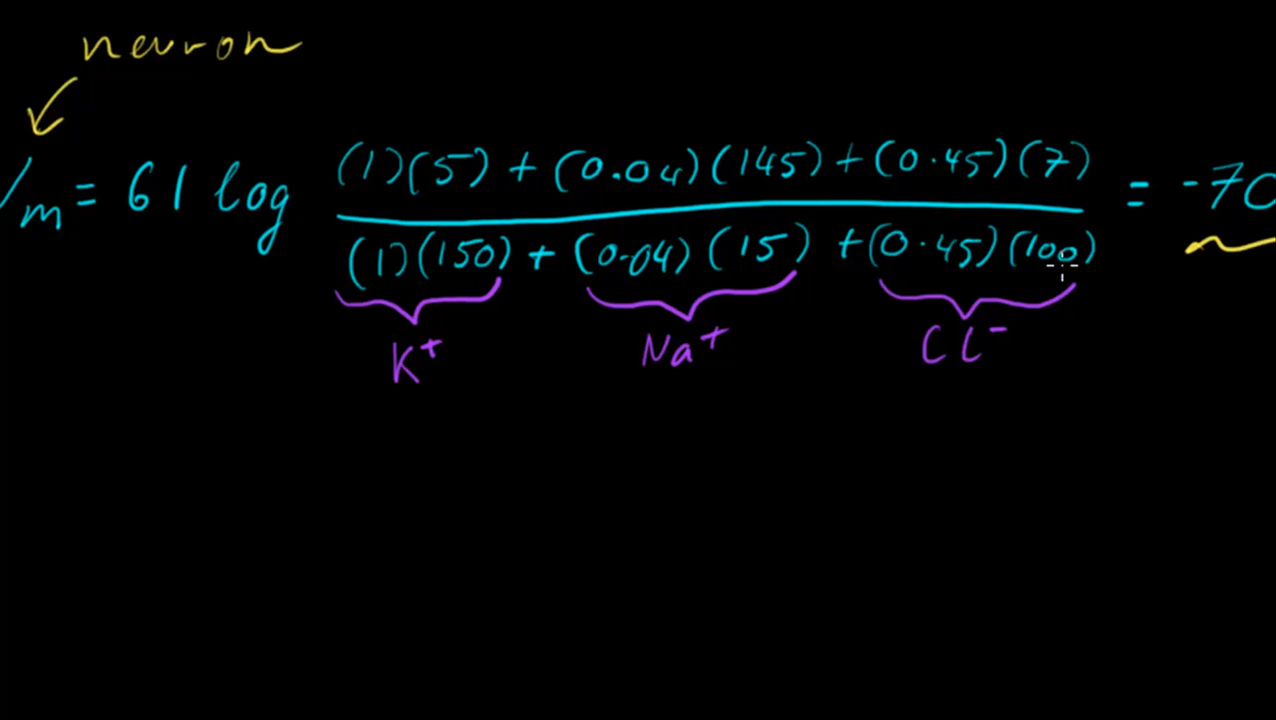 neuron
Vm = 61 log (1)(5) + (0.04)(145) + (0.45)(7) = -70
(1)(150) + (0.04)(15) + (0.45)(100)
K+ Na+ Cl-